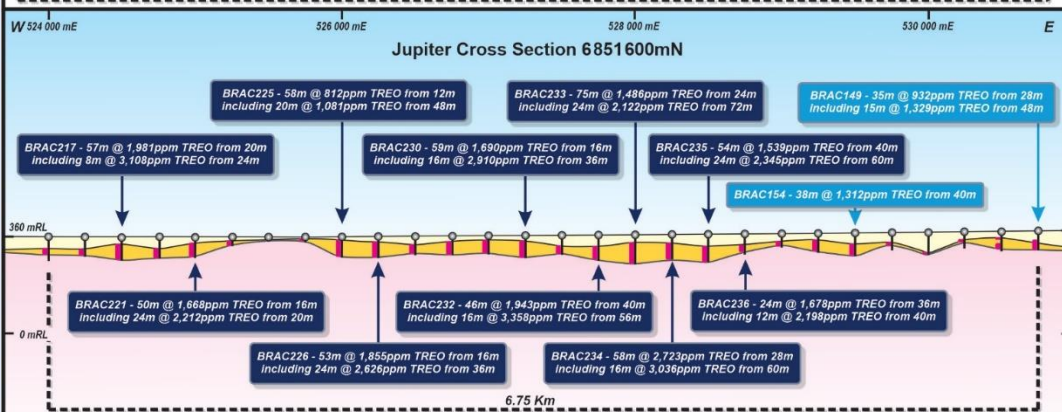 W 524 000 mE
526 000 mE
528 000 mE
530 000 mE
E
Jupiter Cross Section 6851600mN
BRAC225 - 58m @ 812ppm TREO from 12m
including 20m @ 1,081ppm TREO from 48m
BRAC233 - 75m @ 1,486ppm TREO from 24m
including 24m @ 2,122ppm TREO from 72m
BRAC149 - 35m @ 932ppm TREO from 28m
including 15m @ 1,329ppm TREO from 48m
BRAC217 - 57m @ 1,981ppm TREO from 20m
including 8m @ 3,108ppm TREO from 24m
BRAC230 - 59m @ 1,690ppm TREO from 16m
including 16m @ 2,910ppm TREO from 36m
BRAC235 - 54m @ 1,539ppm TREO from 40m
including 24m @ 2,345ppm TREO from 60m
BRAC154 - 38m @ 1,312ppm TREO from 40m
360 mRL
BRAC221 - 50m @ 1,668ppm TREO from 16m
including 24m @ 2,212ppm TREO from 20m
BRAC232 - 46m @ 1,943ppm TREO from 40m
including 16m @ 3,358ppm TREO from 56m
BRAC236 - 24m @ 1,678ppm TREO from 36m
including 12m @ 2,198ppm TREO from 40m
0 mRL
BRAC226 - 53m @ 1,855ppm TREO from 16m
including 24m @ 2,626ppm TREO from 36m
BRAC234 - 58m @ 2,723ppm TREO from 28m
including 16m @ 3,036ppm TREO from 60m
6.75 Km